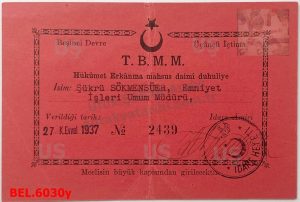 Beşinci Devre
Üçüncü İçtima
T. B. M. M.
Hükûmet Erkânına mahsus daimî duhuliye
İsim: Şükrü SÖKMENSÜER, Emniyet
İşleri Umum Müdürü,
Verildiği tarih:
İdare Amiri
27 K.Evvel 1937 № 2439
Meclisin büyük kapısından girilecektir.
BEL.6030y